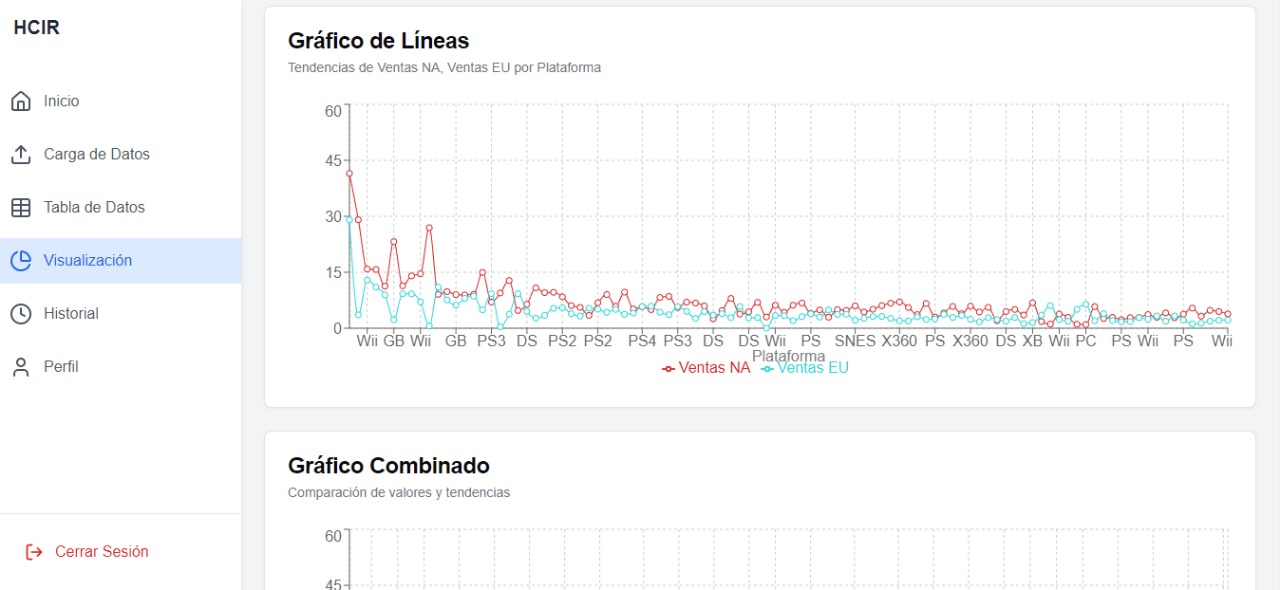 HCIR
Inicio
Carga de Datos
Tabla de Datos
Visualización
Historial
Perfil
Cerrar Sesión
Gráfico de Líneas
Tendencias de Ventas NA, Ventas EU por Plataforma
60
45
30
15
0
Wii GB Wii GB PS3 DS PS2 PS2 PS4 PS3 DS DS Wii PS SNES X360 PS X360 DS XB Wii PC PS Wii PS Wii
Plataforma
Ventas NA Ventas EU
Gráfico Combinado
Comparación de valores y tendencias
60
45